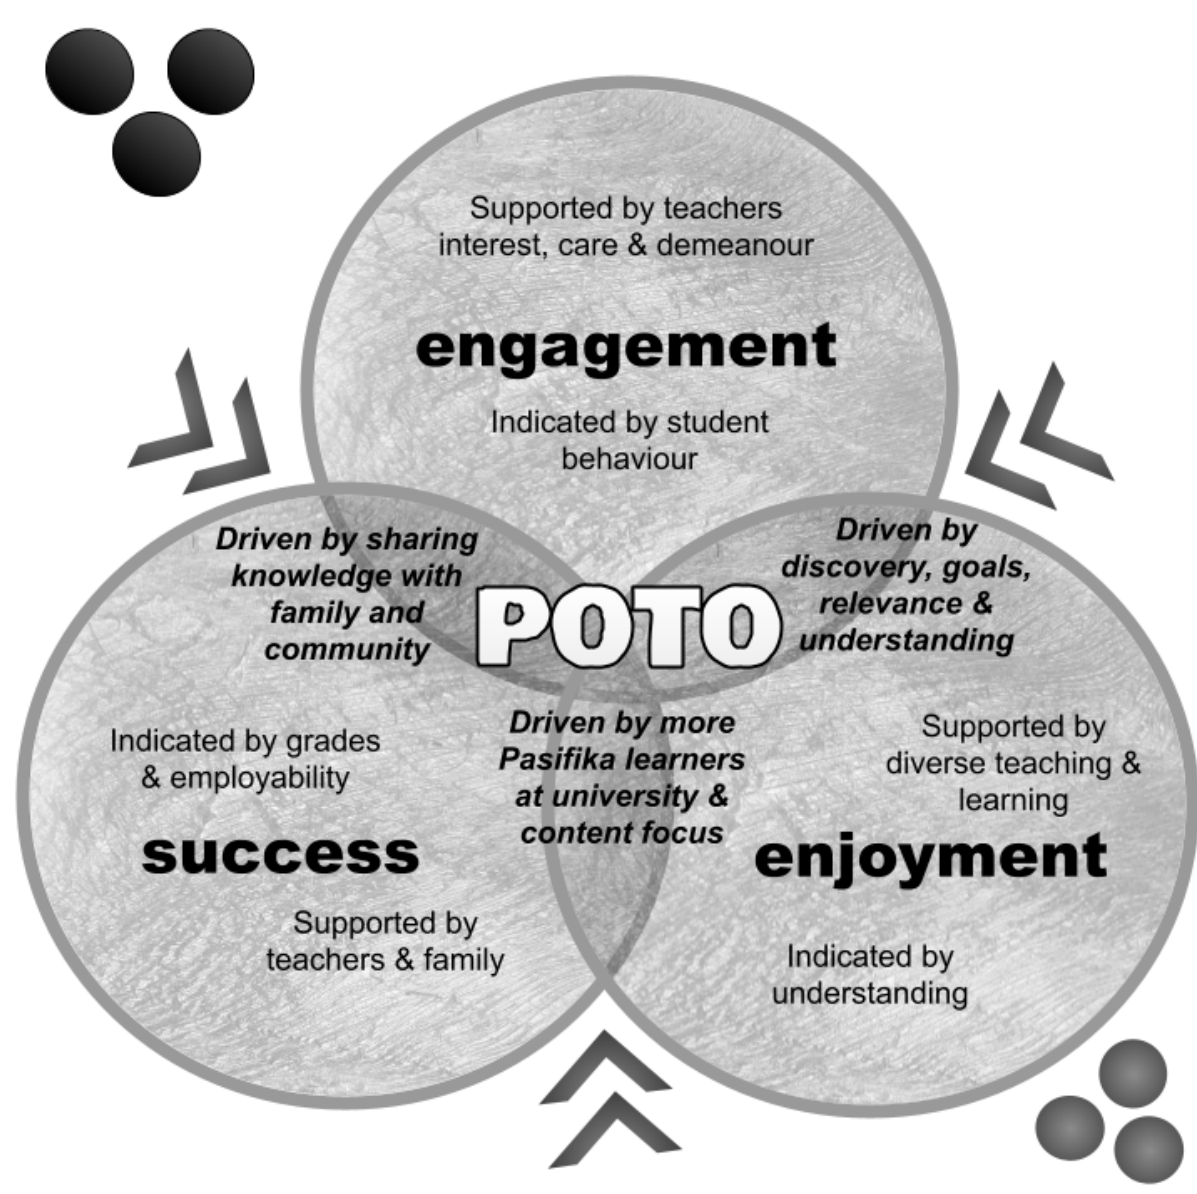 Supported by teachers
interest, care & demeanour
engagement
Indicated by student
behaviour
Driven by sharing
knowledge with
family and
community
POTO
Driven by
discovery, goals,
relevance &
understanding
Driven by more
Pasifika learners
at university &
content focus
Indicated by grades
& employability
success
Supported by
teachers & family
Supported by
diverse teaching &
learning
enjoyment
Indicated by
understanding